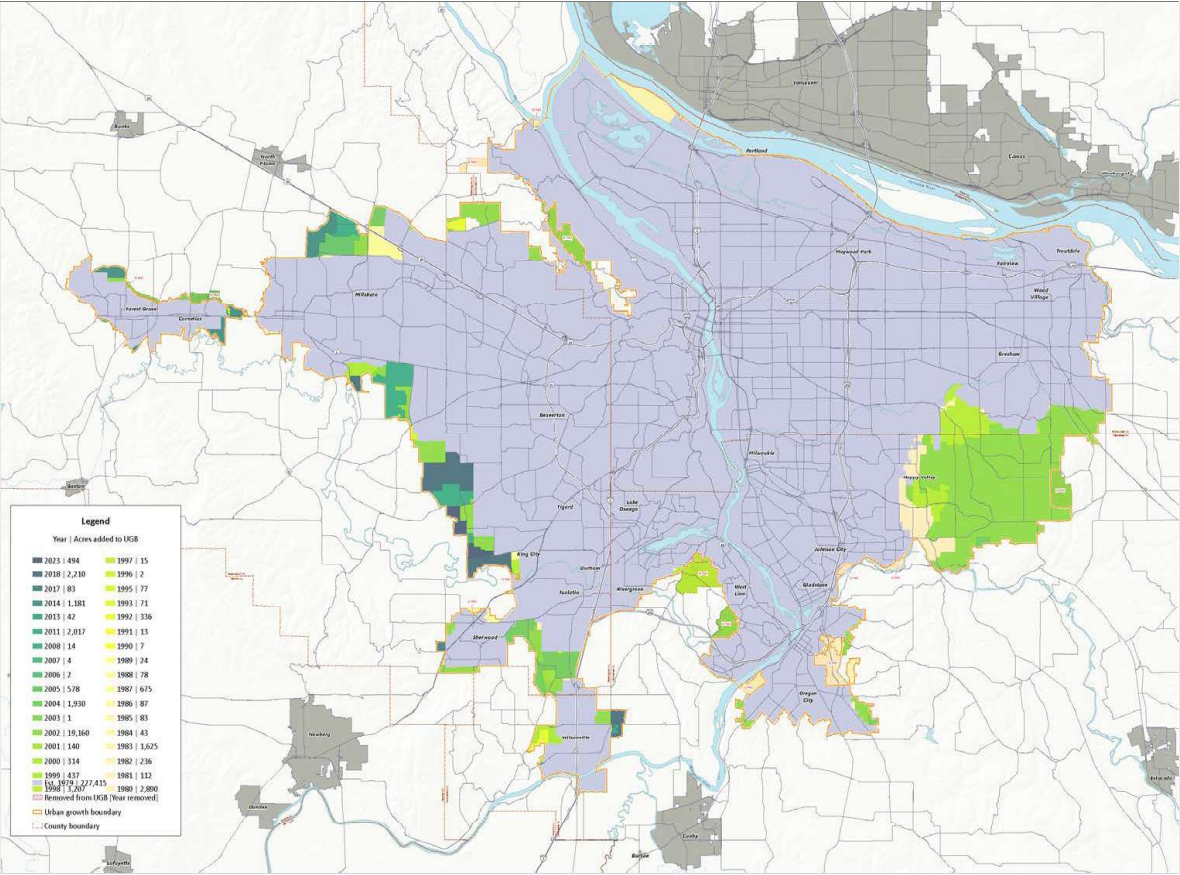 Vancouver
Banks
Portland
North
Plains
Camas
Washougal
Maywood Park
Troutdale
Fairview
Wood
Village
Hillsboro
Forest Grove
Cornelius
Gresham
Beaverton
Milwaukie
Happy Valley
Gaston
Tigard
Lake
Oswego
King City
Johnson City
Durham
Tualatin
Rivergrove
West
Linn
Gladstone
Sherwood
Oregon
City
Newberg
Wilsonville
Estacada
Dundee
Canby
Barlow
Lafayette
Legend
Year | Acres added to UGB
2023 | 494
2018 | 2,210
2017 | 83
2014 | 1,181
2013 | 42
2011 | 2,017
2008 | 14
2007 | 4
2006 | 2
2005 | 578
2004 | 1,930
2003 | 1
2002 | 19,160
2001 | 140
2000 | 314
1999 | 437
1998 | 3,207
1997 | 15
1996 | 2
1995 | 77
1993 | 71
1992 | 336
1991 | 13
1990 | 7
1989 | 24
1988 | 78
1987 | 675
1986 | 87
1985 | 83
1984 | 43
1983 | 1,625
1982 | 236
1981 | 112
1980 | 2,890
Est. 1979 | 227,415
Removed from UGB [Year removed]
Urban growth boundary
County boundary